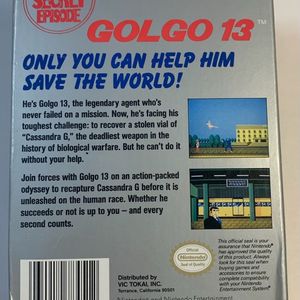 SECRET
EPISODE
GOLGO 13™
ONLY YOU CAN HELP HIM
SAVE THE WORLD!
He's Golgo 13, the legendary agent who's
never failed on a mission. Now, he's facing his
toughest challenge: to recover a stolen vial of
"Cassandra G," the deadliest weapon in the
history of biological warfare. But he can't do it
without your help.
Join forces with Golgo 13 on an action-packed
odyssey to recapture Cassandra G before it is
unleashed on the human race. Whether he
succeeds or not is up to you – and every
second counts.
Official
Nintendo
Seal of Quality
This official seal is your
assurance that Nintendo®
has approved the
quality of this product.
Always look for this seal when
buying games and
accessories to ensure
complete compatibility
with your Nintendo
Entertainment System.
Distributed by
VIC TOKAI, INC.
Torrance, California 90501